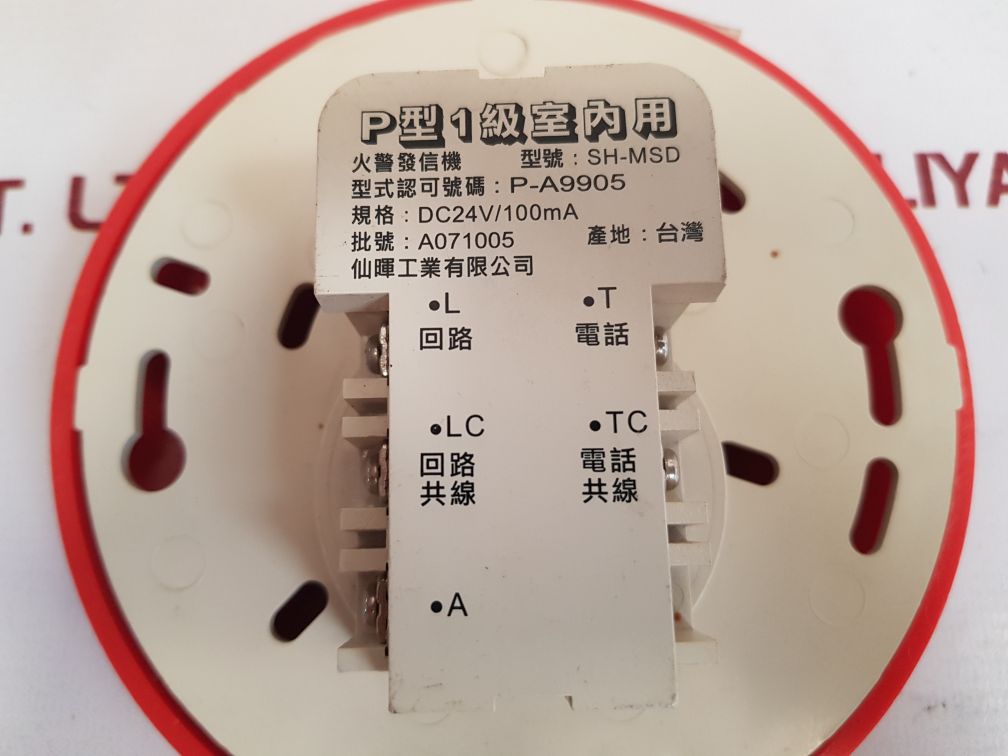 P型1級室內用
火警發信機 型號：SH-MSD
型式認可號碼：P-A9905
規格：DC24V/100mA
批號：A071005 產地：台灣
仙暉工業有限公司
•L •T
回路 電話
•LC •TC
回路 電話
共線 共線
•A
T. LIYA